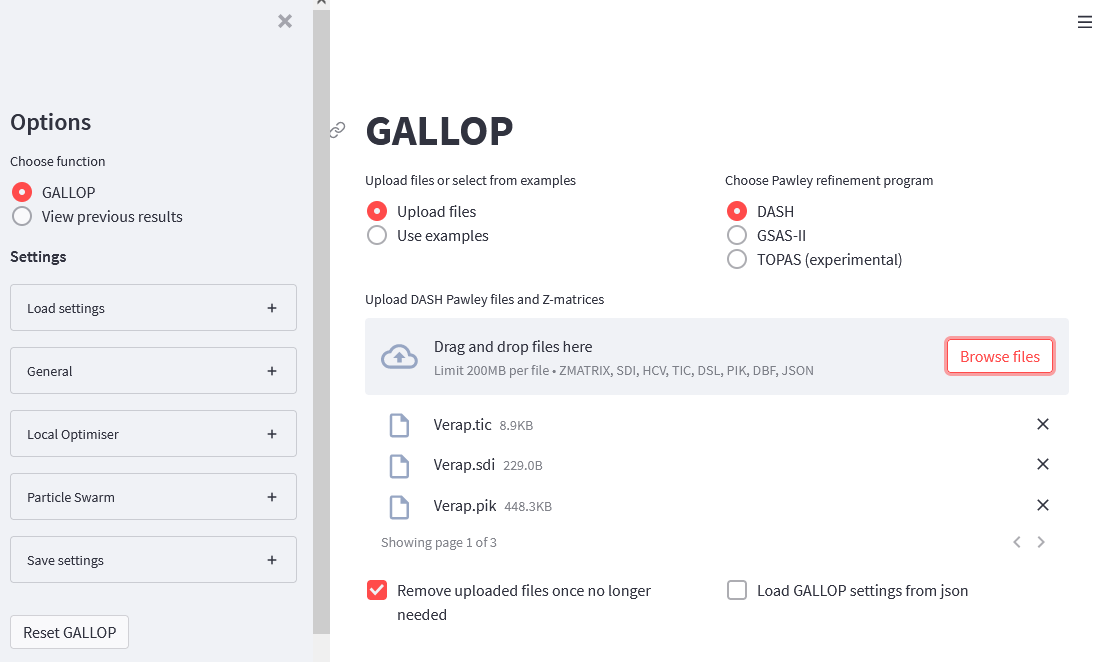 Options
Choose function
GALLOP
View previous results
Settings
Load settings
General
Local Optimiser
Particle Swarm
Save settings
Reset GALLOP
GALLOP
Upload files or select from examples
Upload files
Use examples
Choose Pawley refinement program
DASH
GSAS-II
TOPAS (experimental)
Upload DASH Pawley files and Z-matrices
Drag and drop files here
Limit 200MB per file • ZMATRIX, SDI, HCV, TIC, DSL, PIK, DBF, JSON
Browse files
Verap.tic 8.9KB
Verap.sdi 229.0B
Verap.pik 448.3KB
Showing page 1 of 3
Remove uploaded files once no longer
needed
Load GALLOP settings from json